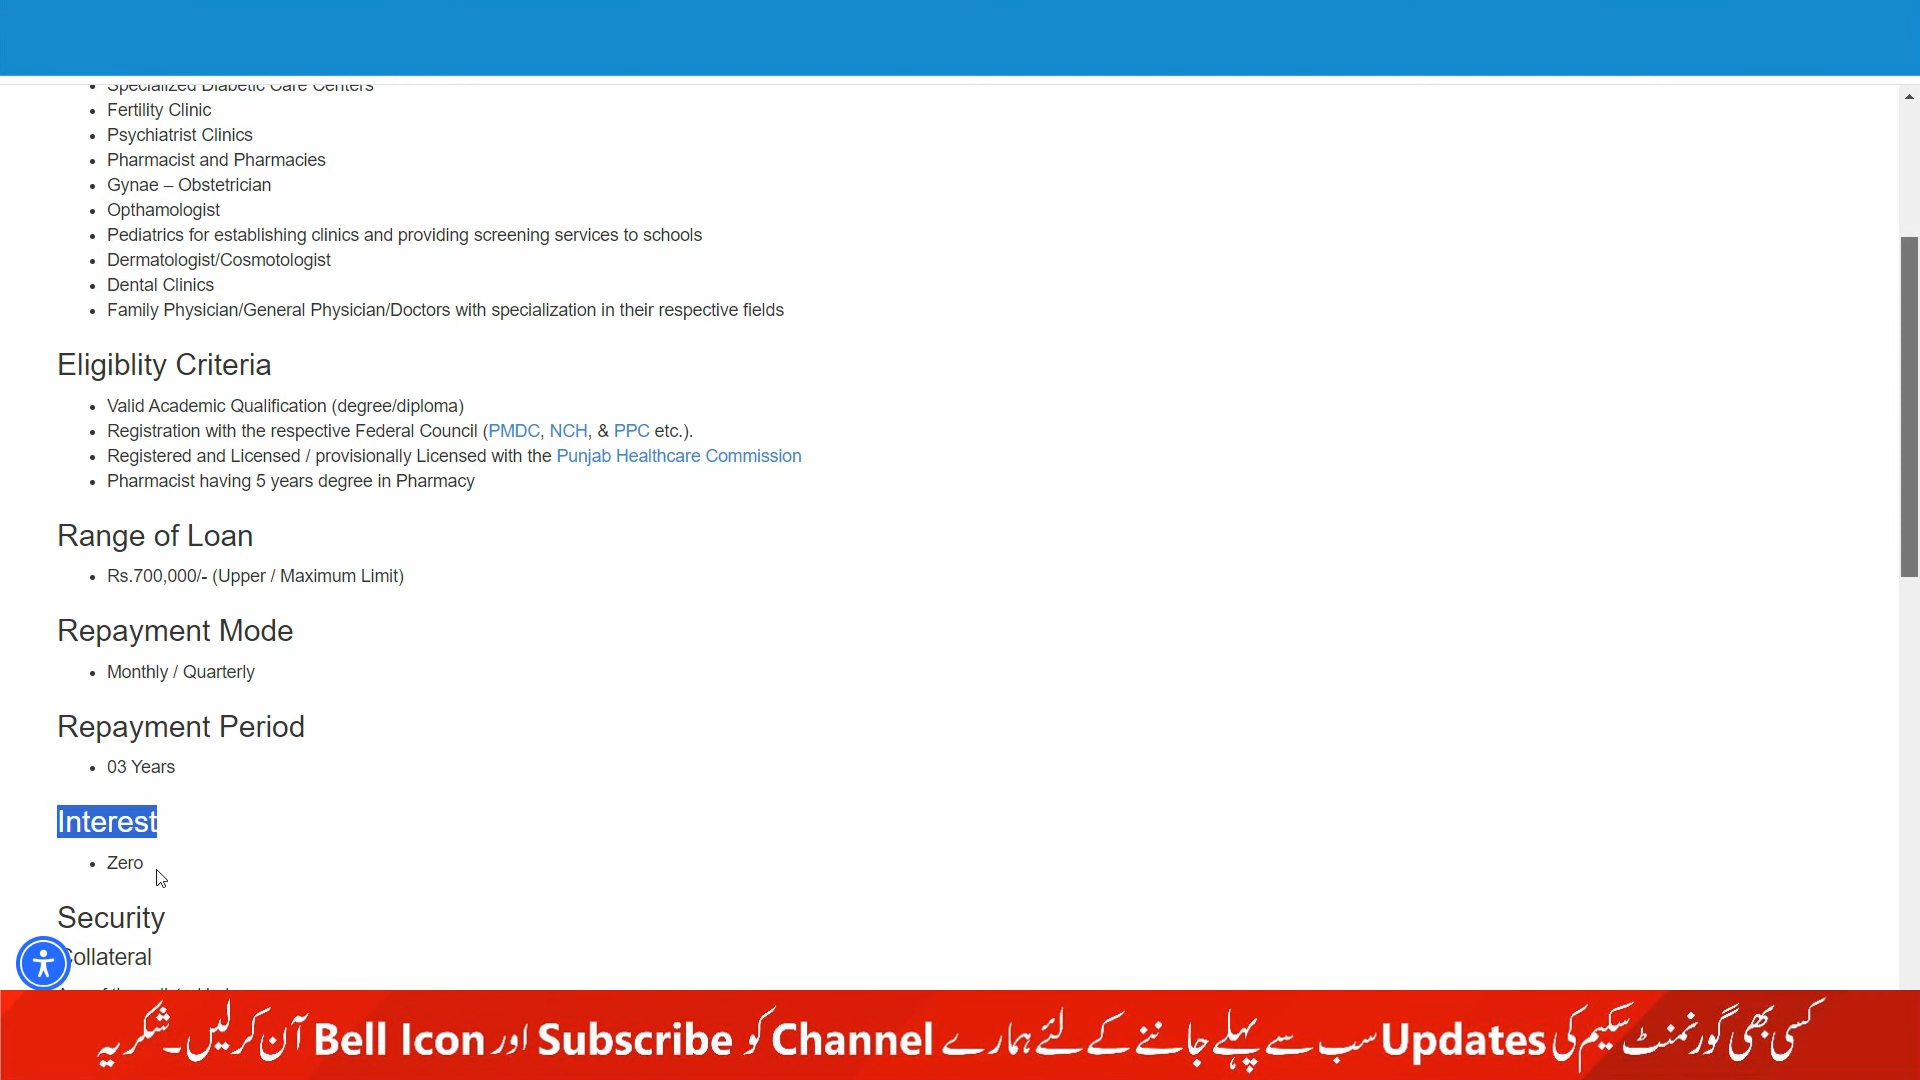 Specialized Diabetic Care Centers
Fertility Clinic
Psychiatrist Clinics
Pharmacist and Pharmacies
Gynae – Obstetrician
Opthamologist
Pediatrics for establishing clinics and providing screening services to schools
Dermatologist/Cosmotologist
Dental Clinics
Family Physician/General Physician/Doctors with specialization in their respective fields
Eligiblity Criteria
Valid Academic Qualification (degree/diploma)
Registration with the respective Federal Council (PMDC, NCH, & PPC etc.).
Registered and Licensed / provisionally Licensed with the Punjab Healthcare Commission
Pharmacist having 5 years degree in Pharmacy
Range of Loan
Rs.700,000/- (Upper / Maximum Limit)
Repayment Mode
Monthly / Quarterly
Repayment Period
03 Years
Interest
Zero
Security
Collateral
کسی بھی گورنمنٹ سکیم کی Updates سب سے پہلے جاننے کے لئے ہمارے Channel کو Subscribe اور Bell Icon آن کر لیں۔ شکریہ